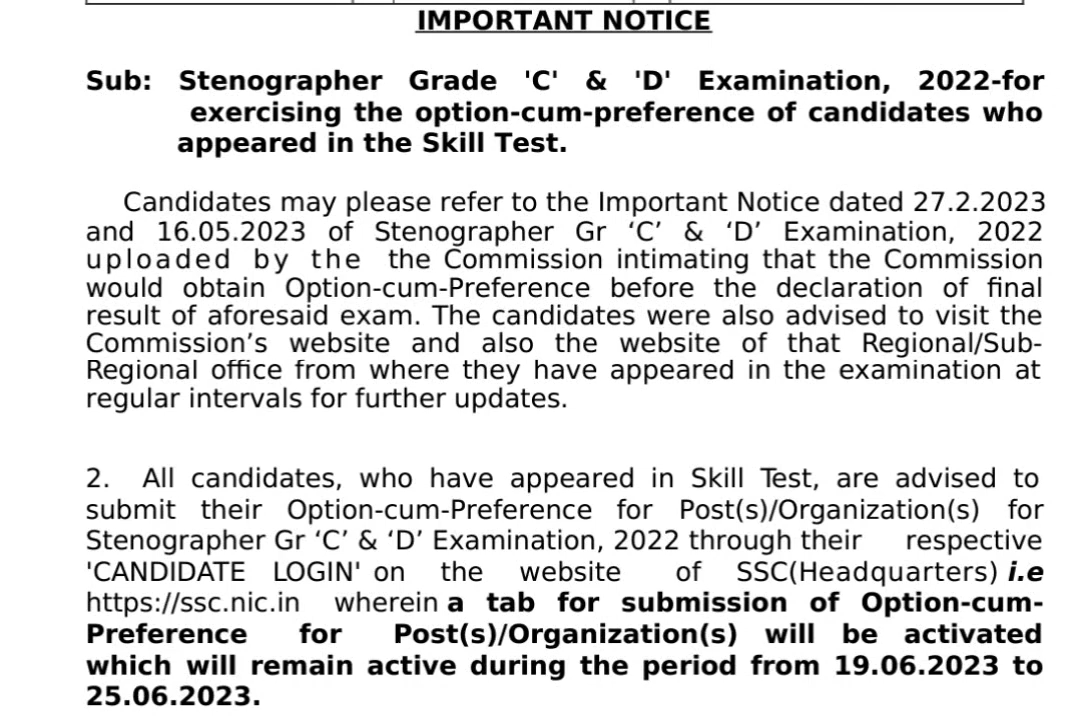 IMPORTANT NOTICE
Sub: Stenographer Grade 'C' & 'D' Examination, 2022-for
exercising the option-cum-preference of candidates who
appeared in the Skill Test.
Candidates may please refer to the Important Notice dated 27.2.2023
and 16.05.2023 of Stenographer Gr ‘C’ & ‘D’ Examination, 2022
uploaded by the the Commission intimating that the Commission
would obtain Option-cum-Preference before the declaration of final
result of aforesaid exam. The candidates were also advised to visit the
Commission’s website and also the website of that Regional/Sub-
Regional office from where they have appeared in the examination at
regular intervals for further updates.
2. All candidates, who have appeared in Skill Test, are advised to
submit their Option-cum-Preference for Post(s)/Organization(s) for
Stenographer Gr ‘C’ & ‘D’ Examination, 2022 through their respective
'CANDIDATE LOGIN' on the website of SSC(Headquarters) i.e
https://ssc.nic.in wherein a tab for submission of Option-cum-
Preference for Post(s)/Organization(s) will be activated
which will remain active during the period from 19.06.2023 to
25.06.2023.